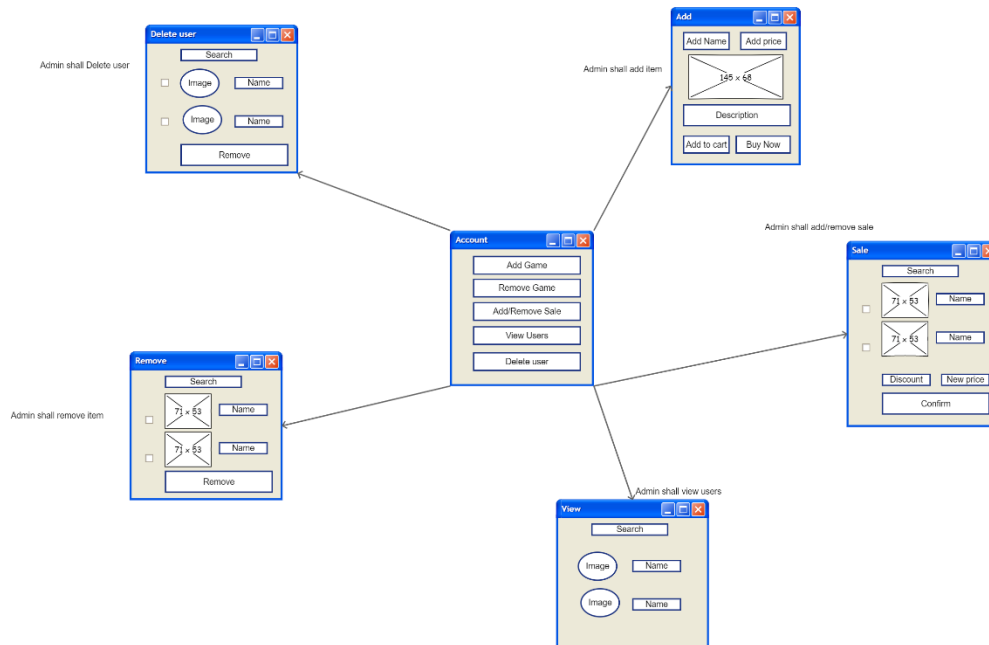 Delete user
Search
Admin shall Delete user
Image
Name
Image
Name
Remove
Add
Add Name
Add price
Admin shall add item
145 x 68
Description
Add to cart
Buy Now
Account
Add Game
Remove Game
Add/Remove Sale
View Users
Delete user
Admin shall add/remove sale
Sale
Search
71 x 53
Name
71 x 53
Name
Discount
New price
Confirm
Remove
Search
Admin shall remove item
71 x 53
Name
71 x 53
Name
Remove
Admin shall view users
View
Search
Image
Name
Image
Name